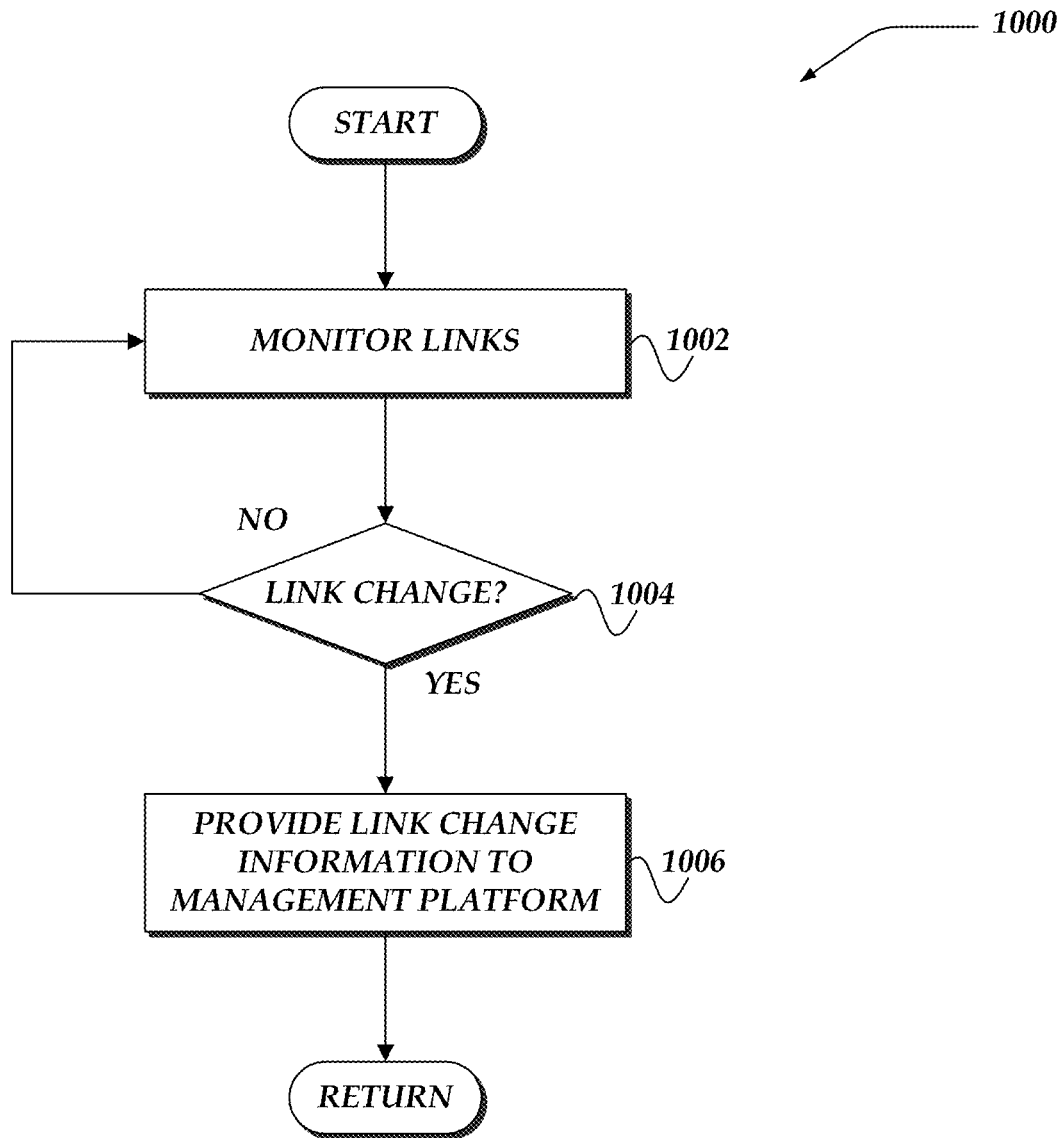 1000
START
MONITOR LINKS
1002
NO
LINK CHANGE?
1004
YES
PROVIDE LINK CHANGE
INFORMATION TO
MANAGEMENT PLATFORM
1006
RETURN